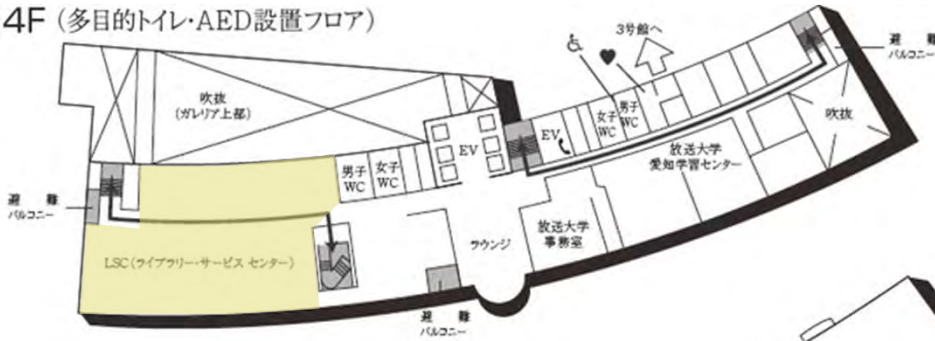 4F (多目的トイレ・AED設置フロア)
3号館へ
避難
バルコニー
吹抜
(ガレリア上部)
EV
EV
女子
WC
男子
WC
吹抜
放送大学
愛知学習センター
男子
WC
女子
WC
避難
バルコニー
ラウンジ
放送大学
事務室
LSC(ライブラリー・サービス センター)
避難
バルコニー